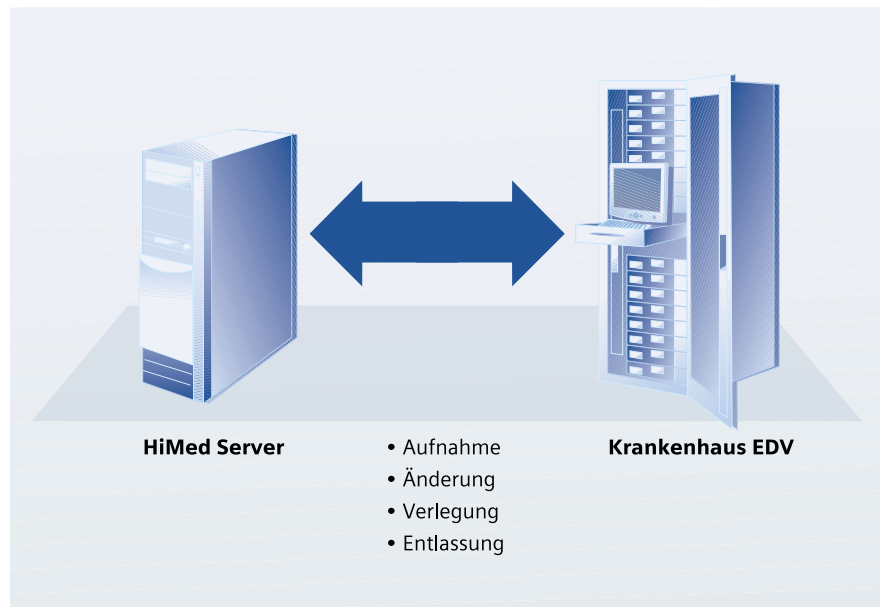 HiMed Server
• Aufnahme
• Änderung
• Verlegung
• Entlassung
Krankenhaus EDV